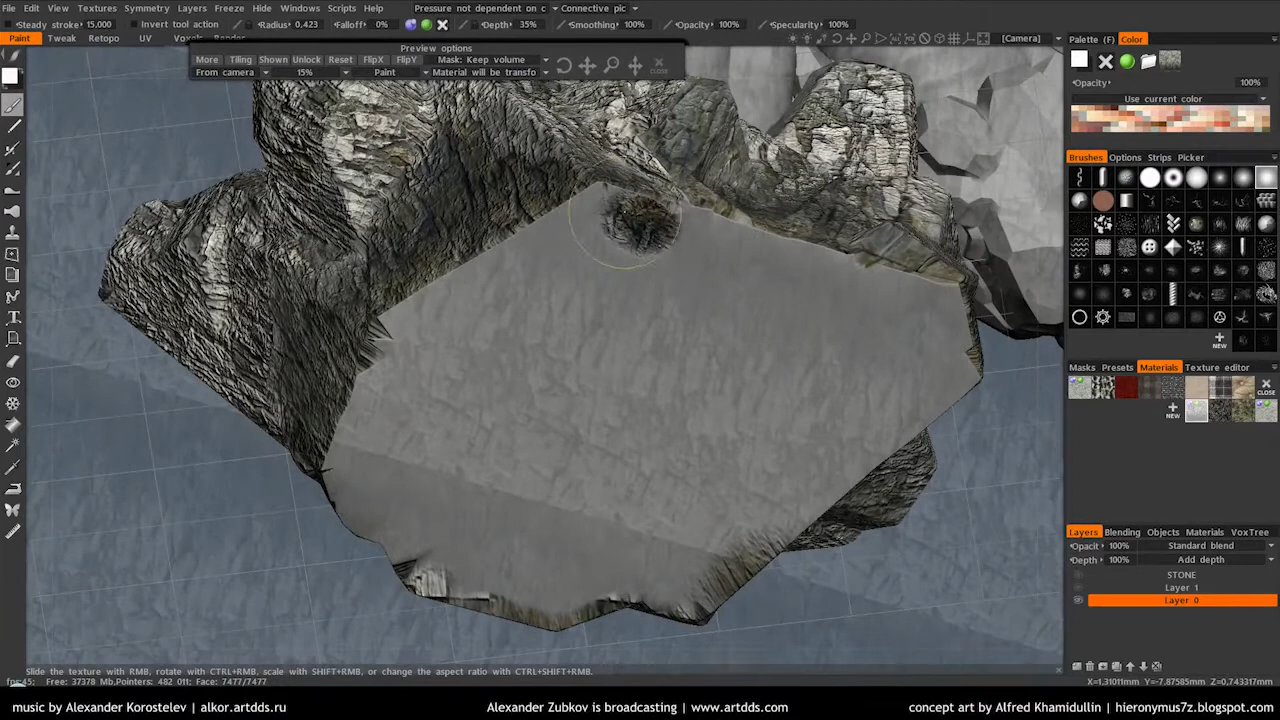 File Edit View Textures Symmetry Layers Freeze Hide Windows Scripts Help Pressure not dependent on c Connective pic
Steady stroke 15,000 Invert tool action Radius 0,423 Falloff 0% Depth 35% Smoothing 100% Opacity 100% Specularity 100%
Paint Tweak Retopo UV Voxels Render [Camera]
Preview options
More Tiling Shown Unlock Reset FlipX FlipY Mask: Keep volume
From camera 15% Paint Material will be transfo CLOSE
Palette (F) Color
Opacity 100%
Use current color
Brushes Options Strips Picker
NEW
Masks Presets Materials Texture editor
CLOSE
NEW
Layers Blending Objects Materials VoxTree
Opacit 100% Standard blend
Depth 100% Add depth
STONE
Layer 1
Layer 0
Slide the texture with RMB, rotate with CTRL+RMB, scale with SHIFT+RMB, or change the aspect ratio with CTRL+SHIFT+RMB.
fps:45; Free: 37378 Mb,Pointers: 482 011; Face: 7477/7477 X=1,31011mm Y=-7,87585mm Z=0,743317mm
music by Alexander Korostelev | alkor.artdds.ru Alexander Zubkov is broadcasting | www.artdds.com concept art by Alfred Khamidullin | hieronymus7z.blogspot.com